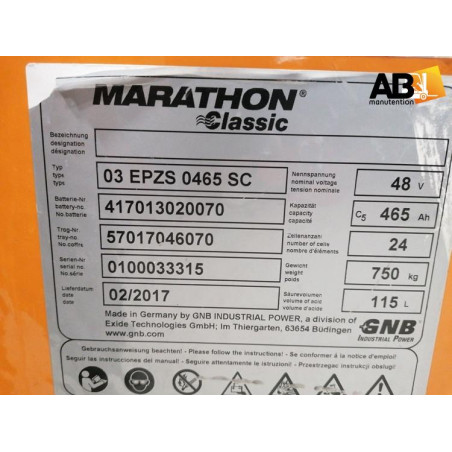 AB
manutention
MARATHON®
Classic
Bezeichnung
designation
désignation
Typ
type
type
03 EPZS 0465 SC
Nennspannung
nominal voltage
tension nominale
48 V
Batterie-Nr
battery-no
No.batterie
417013020070
Kapazität
capacity
capacité
C5 465 Ah
Trog-Nr
tray-no
No.coffre
57017046070
Zellenanzahl
number of cells
nombre d'éléments
24
Serien-Nr
serial no
No série
0100033315
Gewicht
weight
poids
750 kg
Lieferdatum
date
date
02/2017
Säurevolumen
volume of acid
volume d'acide
115 L
Made in Germany by GNB INDUSTRIAL POWER, a division of
Exide Technologies GmbH; Im Thiergarten, 63654 Büdingen
www.gnb.com
GNB
INDUSTRIAL POWER
Gebrauchsanweisung beachten! - Please follow the instructions! - Se conformer à la notice d'emploi!
Seguir las instrucciones del manual! - Seguire attentamente le istruzioni! - Przestrzegac instrukcji obslugi!